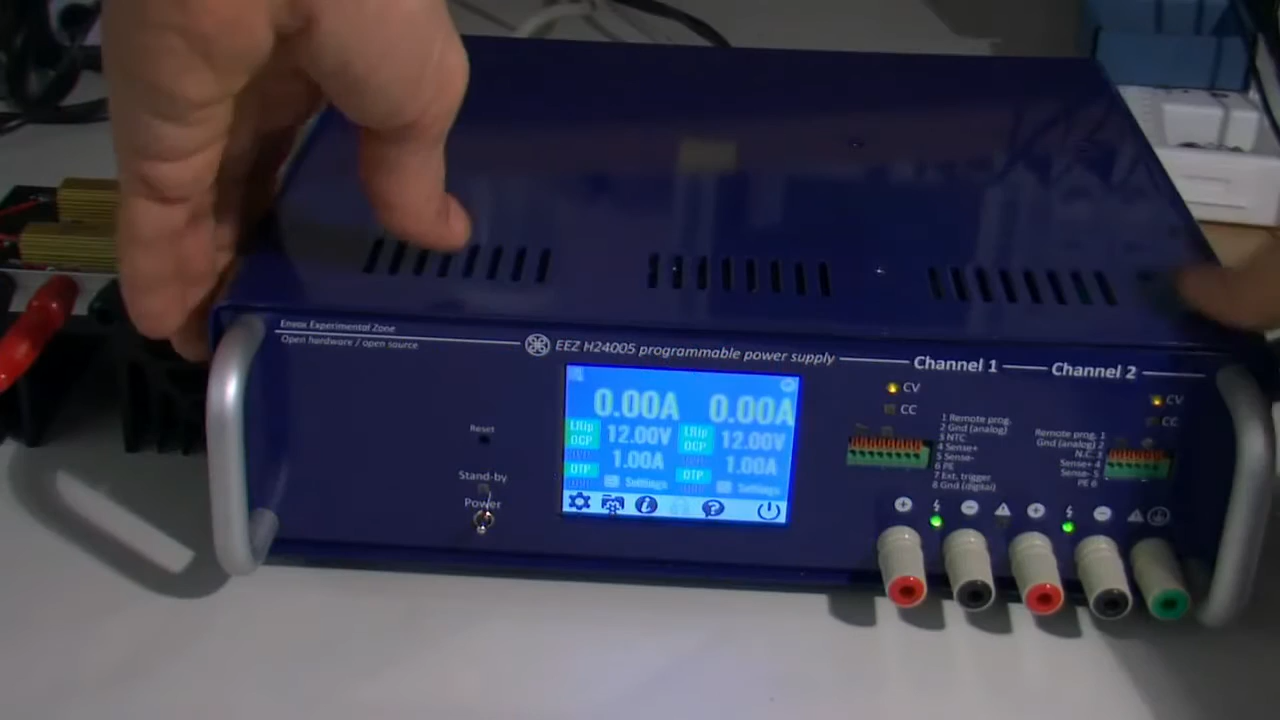 Envox Experimental Zone
Open hardware / open source
EEZ H24005 programmable power supply
Channel 1
Channel 2
CV
CC
1 Remote prog.
2 Gnd (analog)
3 NTC
4 Sense+
5 Sense-
6 PE
7 Ext. trigger
8 Gnd (digital)
Remote prog. 1
Gnd (analog) 2
N.C. 3
Sense+ 4
Sense- 5
PE 6
CV
CC
Reset
Stand-by
Power
0.00A
0.00A
LRip
OCP
12.00V
LRip
OCP
12.00V
OTP
1.00A
OTP
1.00A
Settings
Settings